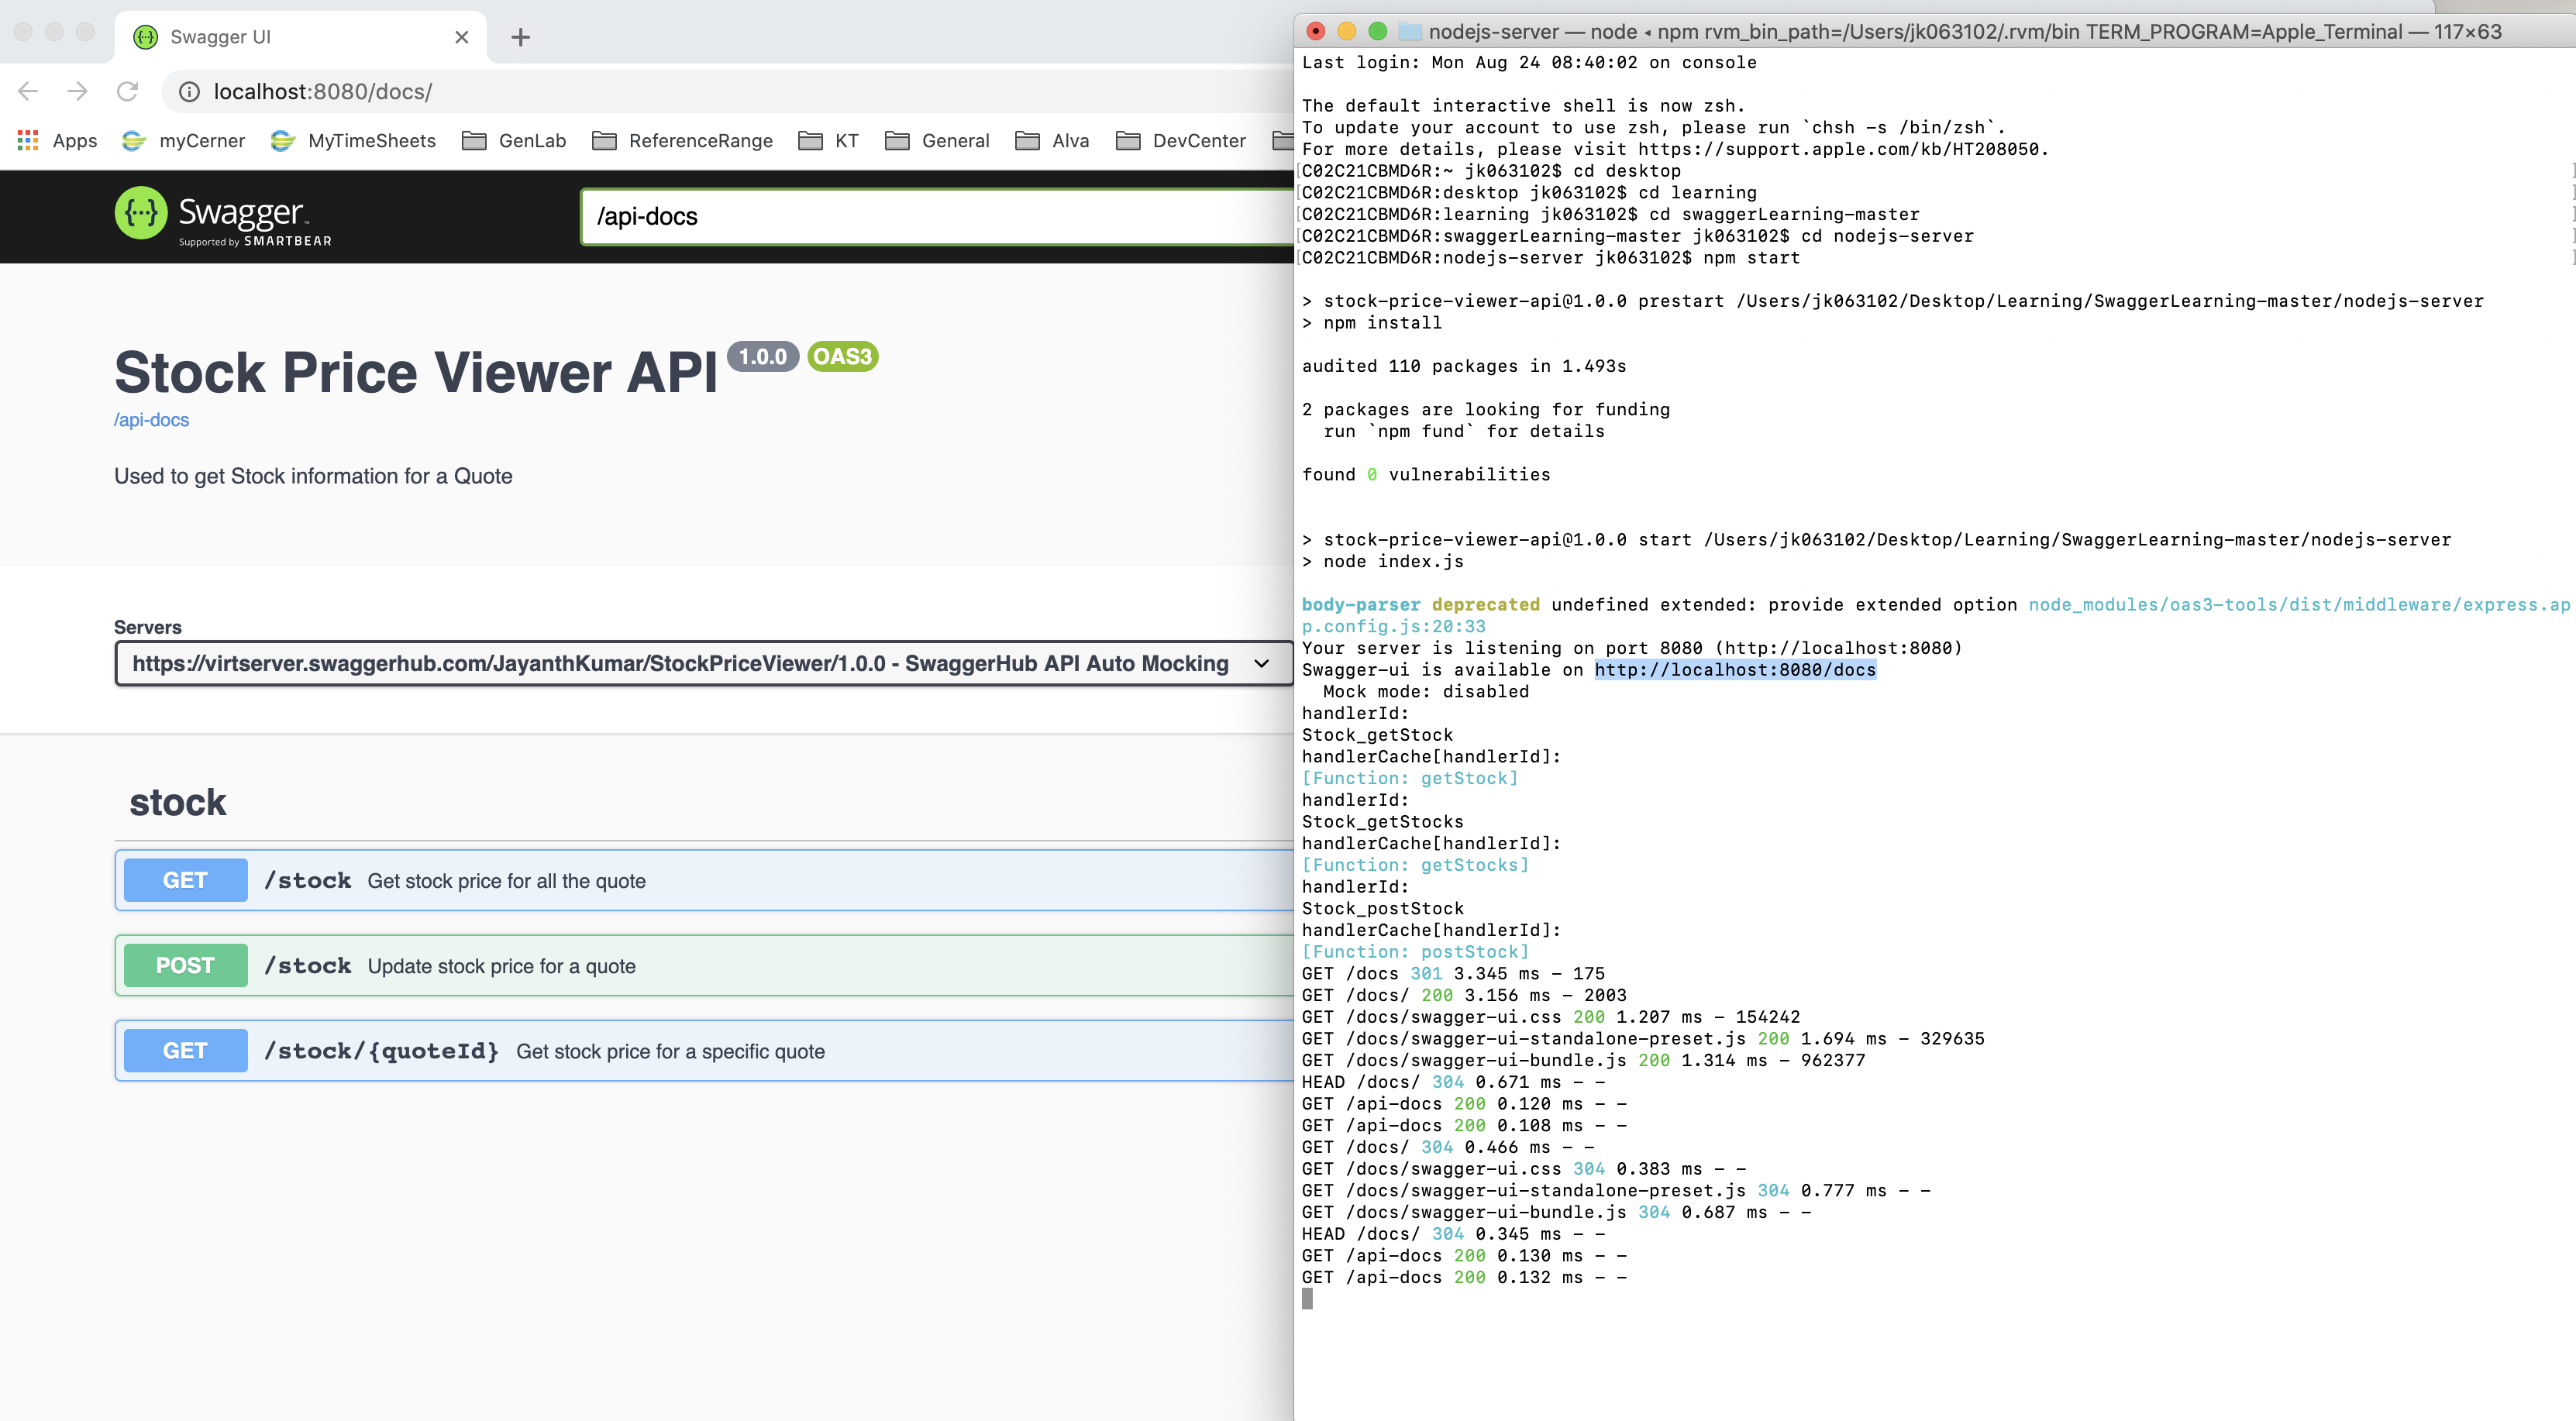 Swagger UI
localhost:8080/docs/
Apps myCerner MyTimeSheets GenLab ReferenceRange KT General Alva DevCenter
{···} Swagger™
Supported by SMARTBEAR
/api-docs
Stock Price Viewer API 1.0.0 OAS3
/api-docs
Used to get Stock information for a Quote
Servers
https://virtserver.swaggerhub.com/JayanthKumar/StockPriceViewer/1.0.0 - SwaggerHub API Auto Mocking
stock
GET /stock Get stock price for all the quote
POST /stock Update stock price for a quote
GET /stock/{quoteId} Get stock price for a specific quote
nodejs-server — node ◂ npm rvm_bin_path=/Users/jk063102/.rvm/bin TERM_PROGRAM=Apple_Terminal — 117×63
Last login: Mon Aug 24 08:40:02 on console
The default interactive shell is now zsh.
To update your account to use zsh, please run `chsh -s /bin/zsh`.
For more details, please visit https://support.apple.com/kb/HT208050.
[C02C21CBMD6R:~ jk063102$ cd desktop ]
[C02C21CBMD6R:desktop jk063102$ cd learning ]
[C02C21CBMD6R:learning jk063102$ cd swaggerLearning-master ]
[C02C21CBMD6R:swaggerLearning-master jk063102$ cd nodejs-server ]
[C02C21CBMD6R:nodejs-server jk063102$ npm start ]
> stock-price-viewer-api@1.0.0 prestart /Users/jk063102/Desktop/Learning/SwaggerLearning-master/nodejs-server
> npm install
audited 110 packages in 1.493s
2 packages are looking for funding
run `npm fund` for details
found 0 vulnerabilities
> stock-price-viewer-api@1.0.0 start /Users/jk063102/Desktop/Learning/SwaggerLearning-master/nodejs-server
> node index.js
body-parser deprecated undefined extended: provide extended option node_modules/oas3-tools/dist/middleware/express.ap
p.config.js:20:33
Your server is listening on port 8080 (http://localhost:8080)
Swagger-ui is available on http://localhost:8080/docs
Mock mode: disabled
handlerId:
Stock_getStock
handlerCache[handlerId]:
[Function: getStock]
handlerId:
Stock_getStocks
handlerCache[handlerId]:
[Function: getStocks]
handlerId:
Stock_postStock
handlerCache[handlerId]:
[Function: postStock]
GET /docs 301 3.345 ms - 175
GET /docs/ 200 3.156 ms - 2003
GET /docs/swagger-ui.css 200 1.207 ms - 154242
GET /docs/swagger-ui-standalone-preset.js 200 1.694 ms - 329635
GET /docs/swagger-ui-bundle.js 200 1.314 ms - 962377
HEAD /docs/ 304 0.671 ms - -
GET /api-docs 200 0.120 ms - -
GET /api-docs 200 0.108 ms - -
GET /docs/ 304 0.466 ms - -
GET /docs/swagger-ui.css 304 0.383 ms - -
GET /docs/swagger-ui-standalone-preset.js 304 0.777 ms - -
GET /docs/swagger-ui-bundle.js 304 0.687 ms - -
HEAD /docs/ 304 0.345 ms - -
GET /api-docs 200 0.130 ms - -
GET /api-docs 200 0.132 ms - -